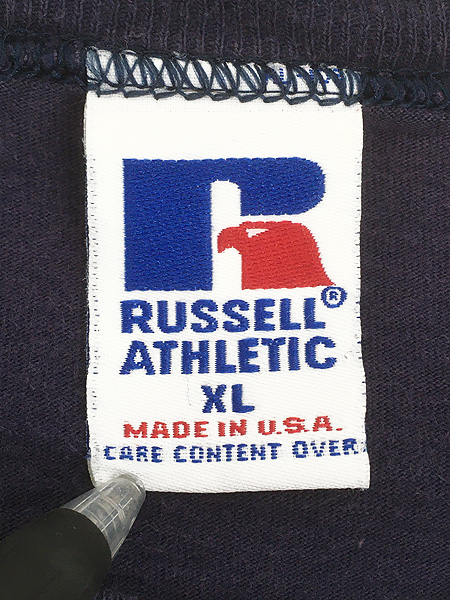 RUSSELL®
ATHLETIC
XL
MADE IN U.S.A.
CARE CONTENT OVER